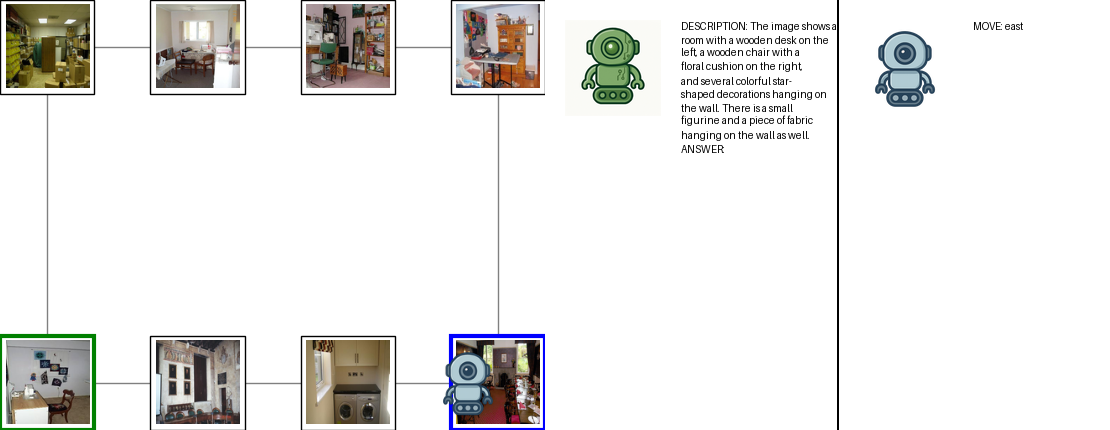 DESCRIPTION: The image shows a
room with a wooden desk on the
left, a wooden chair with a
floral cushion on the right,
and several colorful star-
shaped decorations hanging on
the wall. There is a small
figurine and a piece of fabric
hanging on the wall as well.
ANSWER:
MOVE: east